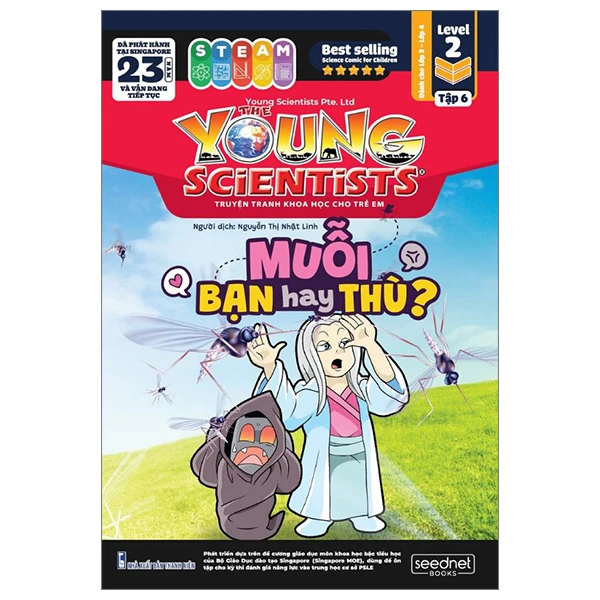 ĐÃ PHÁT HÀNH
TẠI SINGAPORE
23 NĂM
VÀ VẪN ĐANG
TIẾP TỤC
STEAM
Best selling
Science Comic for Children
Dành cho Lớp 3 - Lớp 4
Level
2
Tập 6
Young Scientists Pte. Ltd
THE
YOUNG
SCIENTISTS
TRUYỆN TRANH KHOA HỌC CHO TRẺ EM
Người dịch: Nguyễn Thị Nhật Linh
MUỖI
BẠN hay THÙ?
NHÀ XUẤT BẢN THANH NIÊN
Phát triển dựa trên đề cương giáo dục môn khoa học bậc tiểu học
của Bộ Giáo Dục đào tạo Singapore (Singapore MOE), dùng để ôn
tập cho kỳ thi đánh giá năng lực vào trung học cơ sở PSLE
seednet
BOOKS